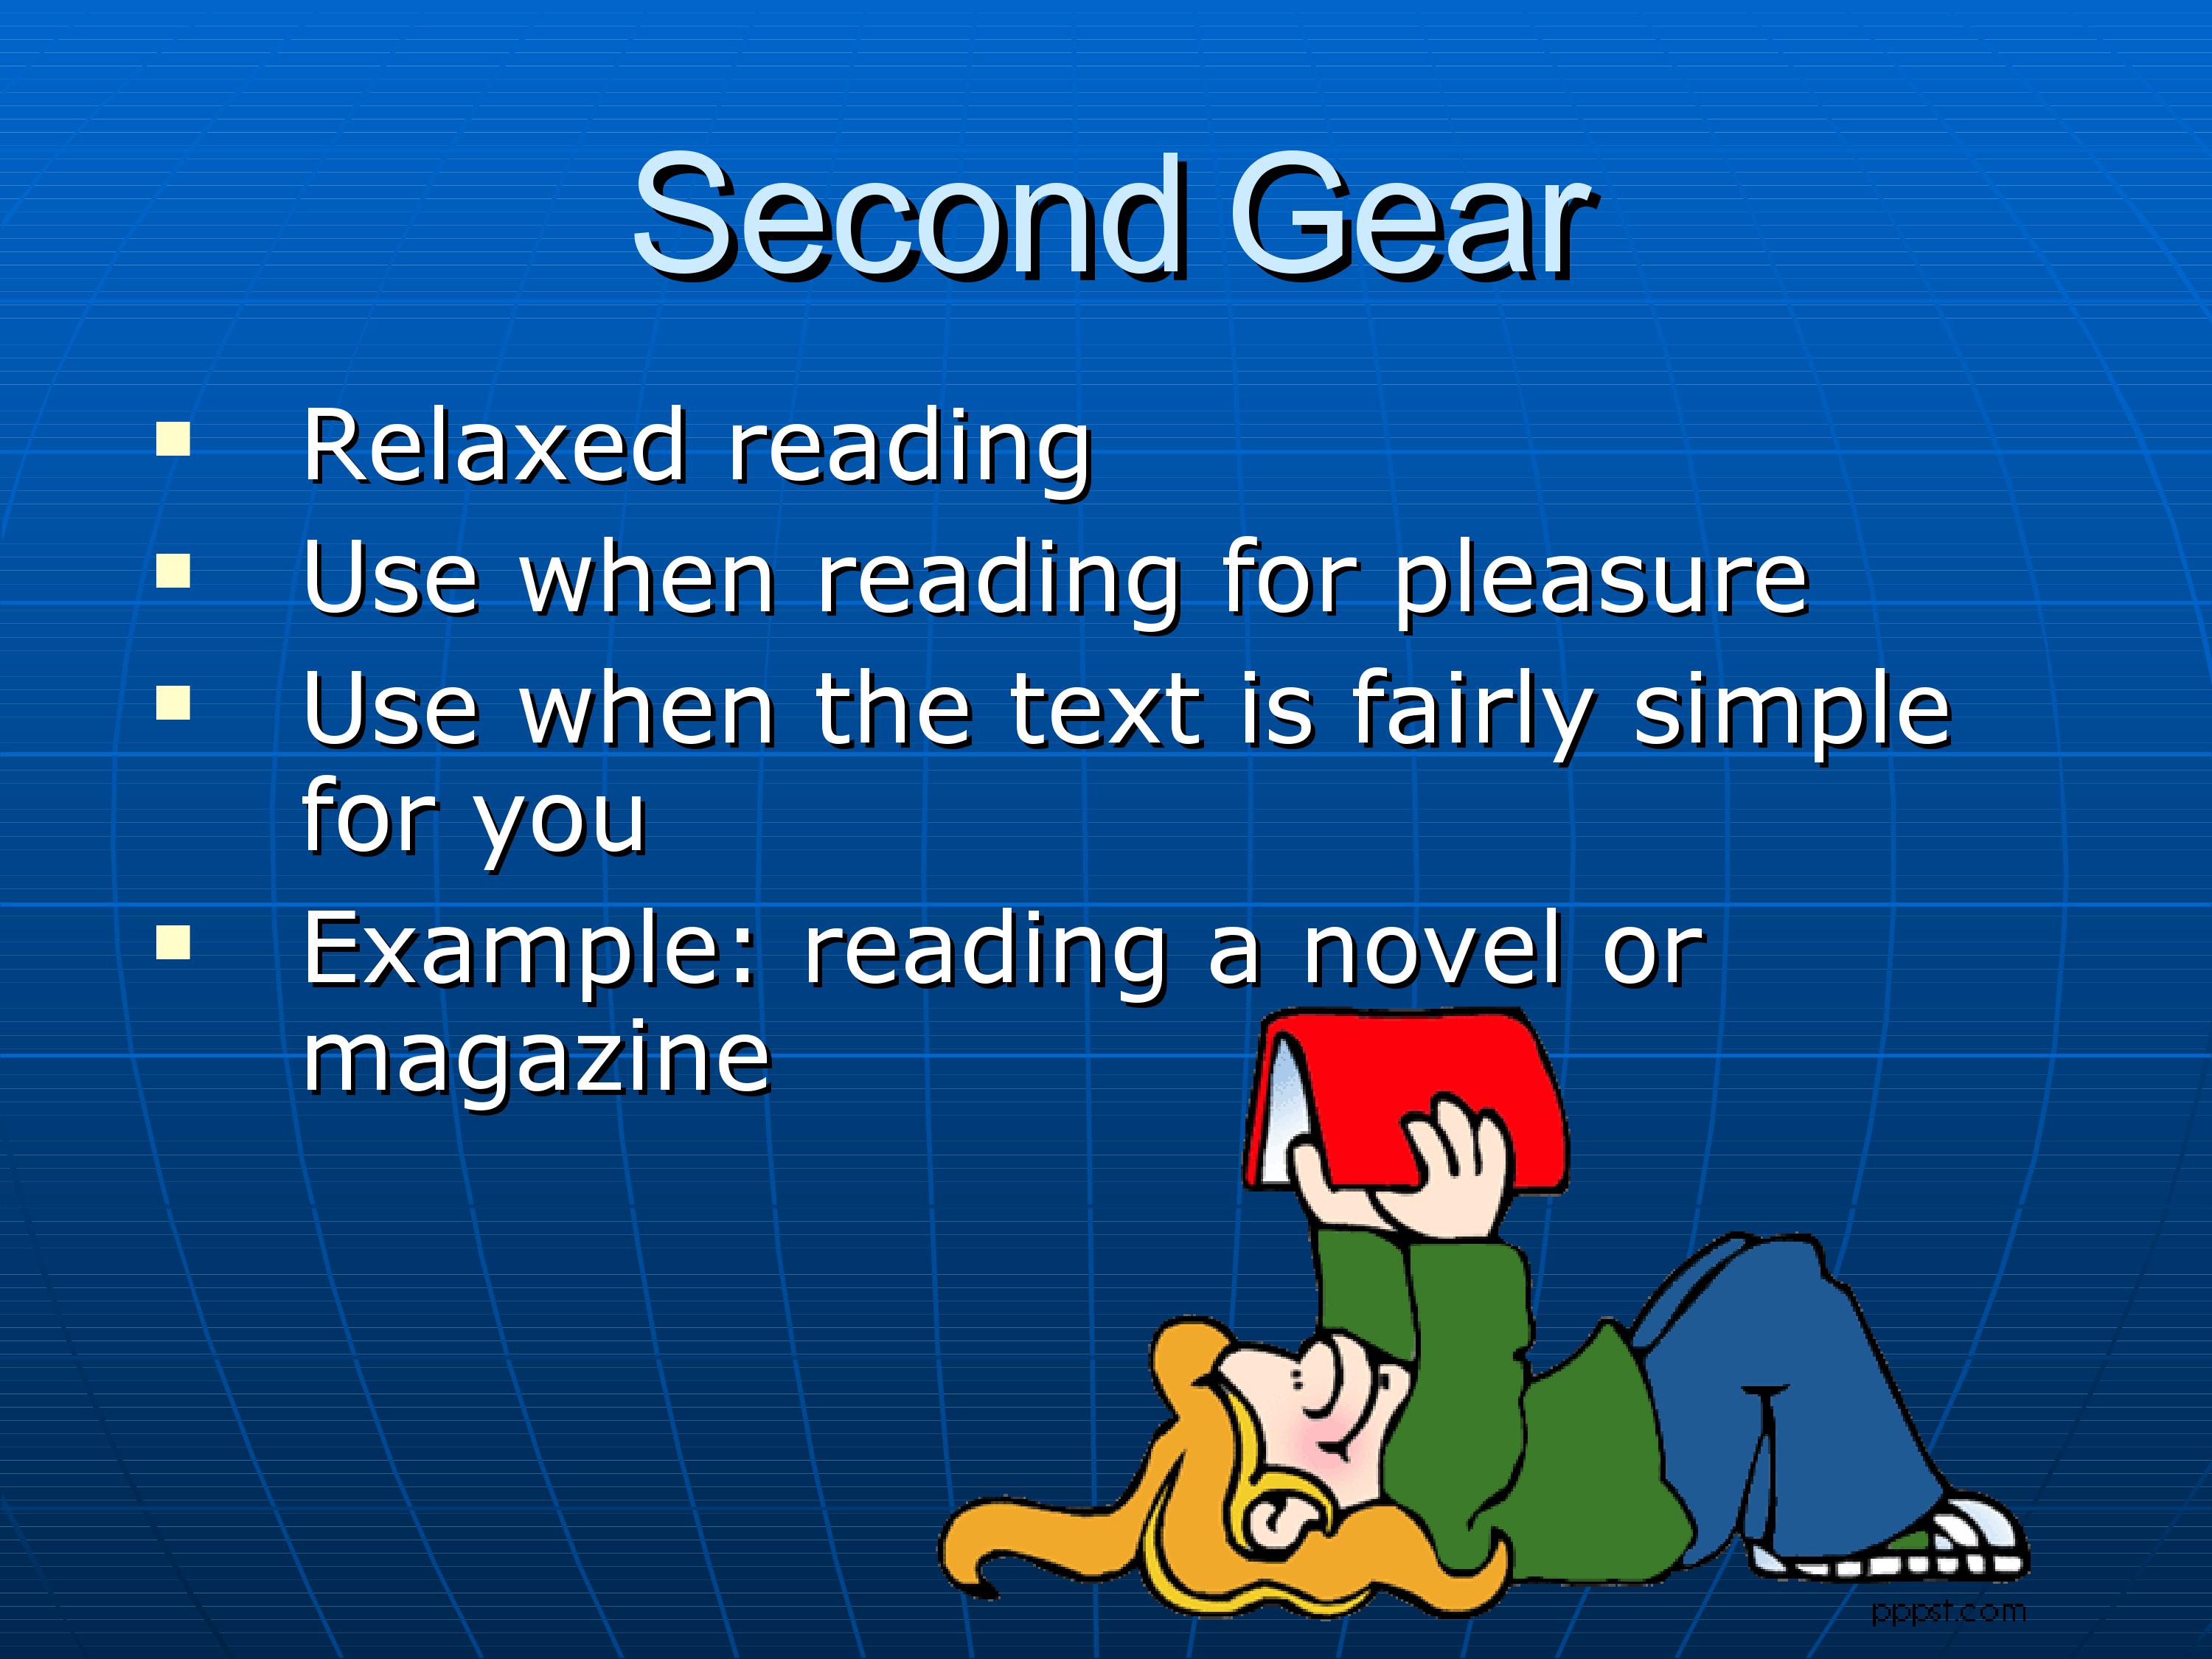 Second Gear
Relaxed reading
Use when reading for pleasure
Use when the text is fairly simple
for you
Example: reading a novel or
magazine
pppst.com